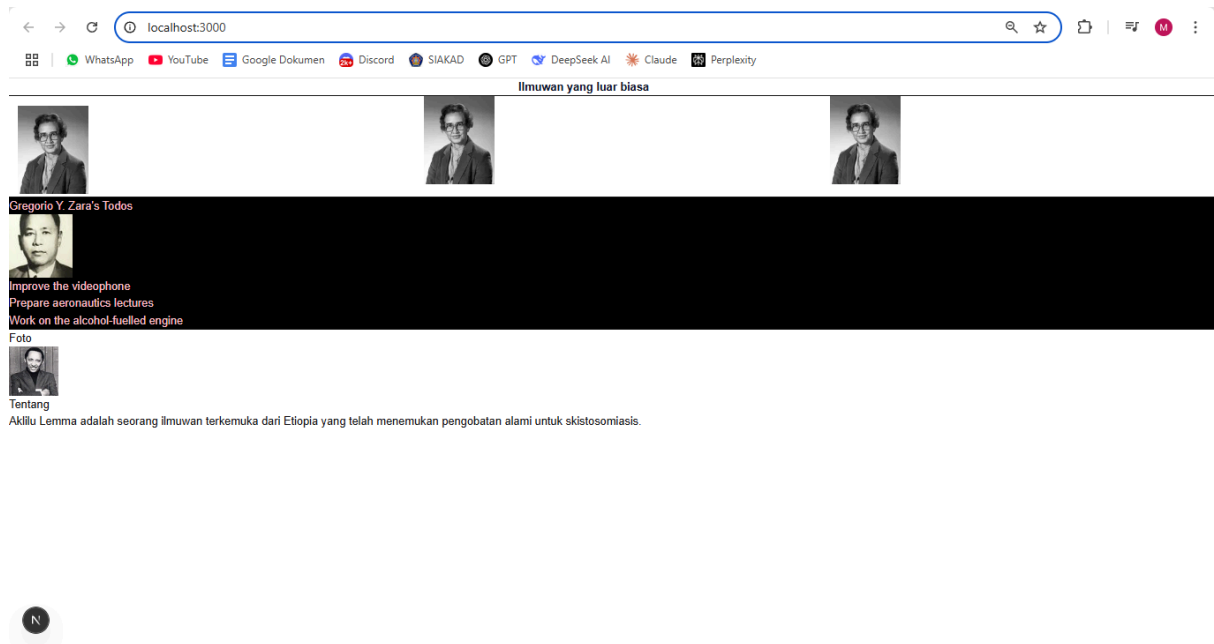 localhost:3000
M
WhatsApp YouTube Google Dokumen Discord SIAKAD GPT DeepSeek AI Claude Perplexity
Ilmuwan yang luar biasa
Gregorio Y. Zara's Todos
Improve the videophone
Prepare aeronautics lectures
Work on the alcohol-fuelled engine
Foto
Tentang
Aklilu Lemma adalah seorang ilmuwan terkemuka dari Etiopia yang telah menemukan pengobatan alami untuk skistosomiasis.
N